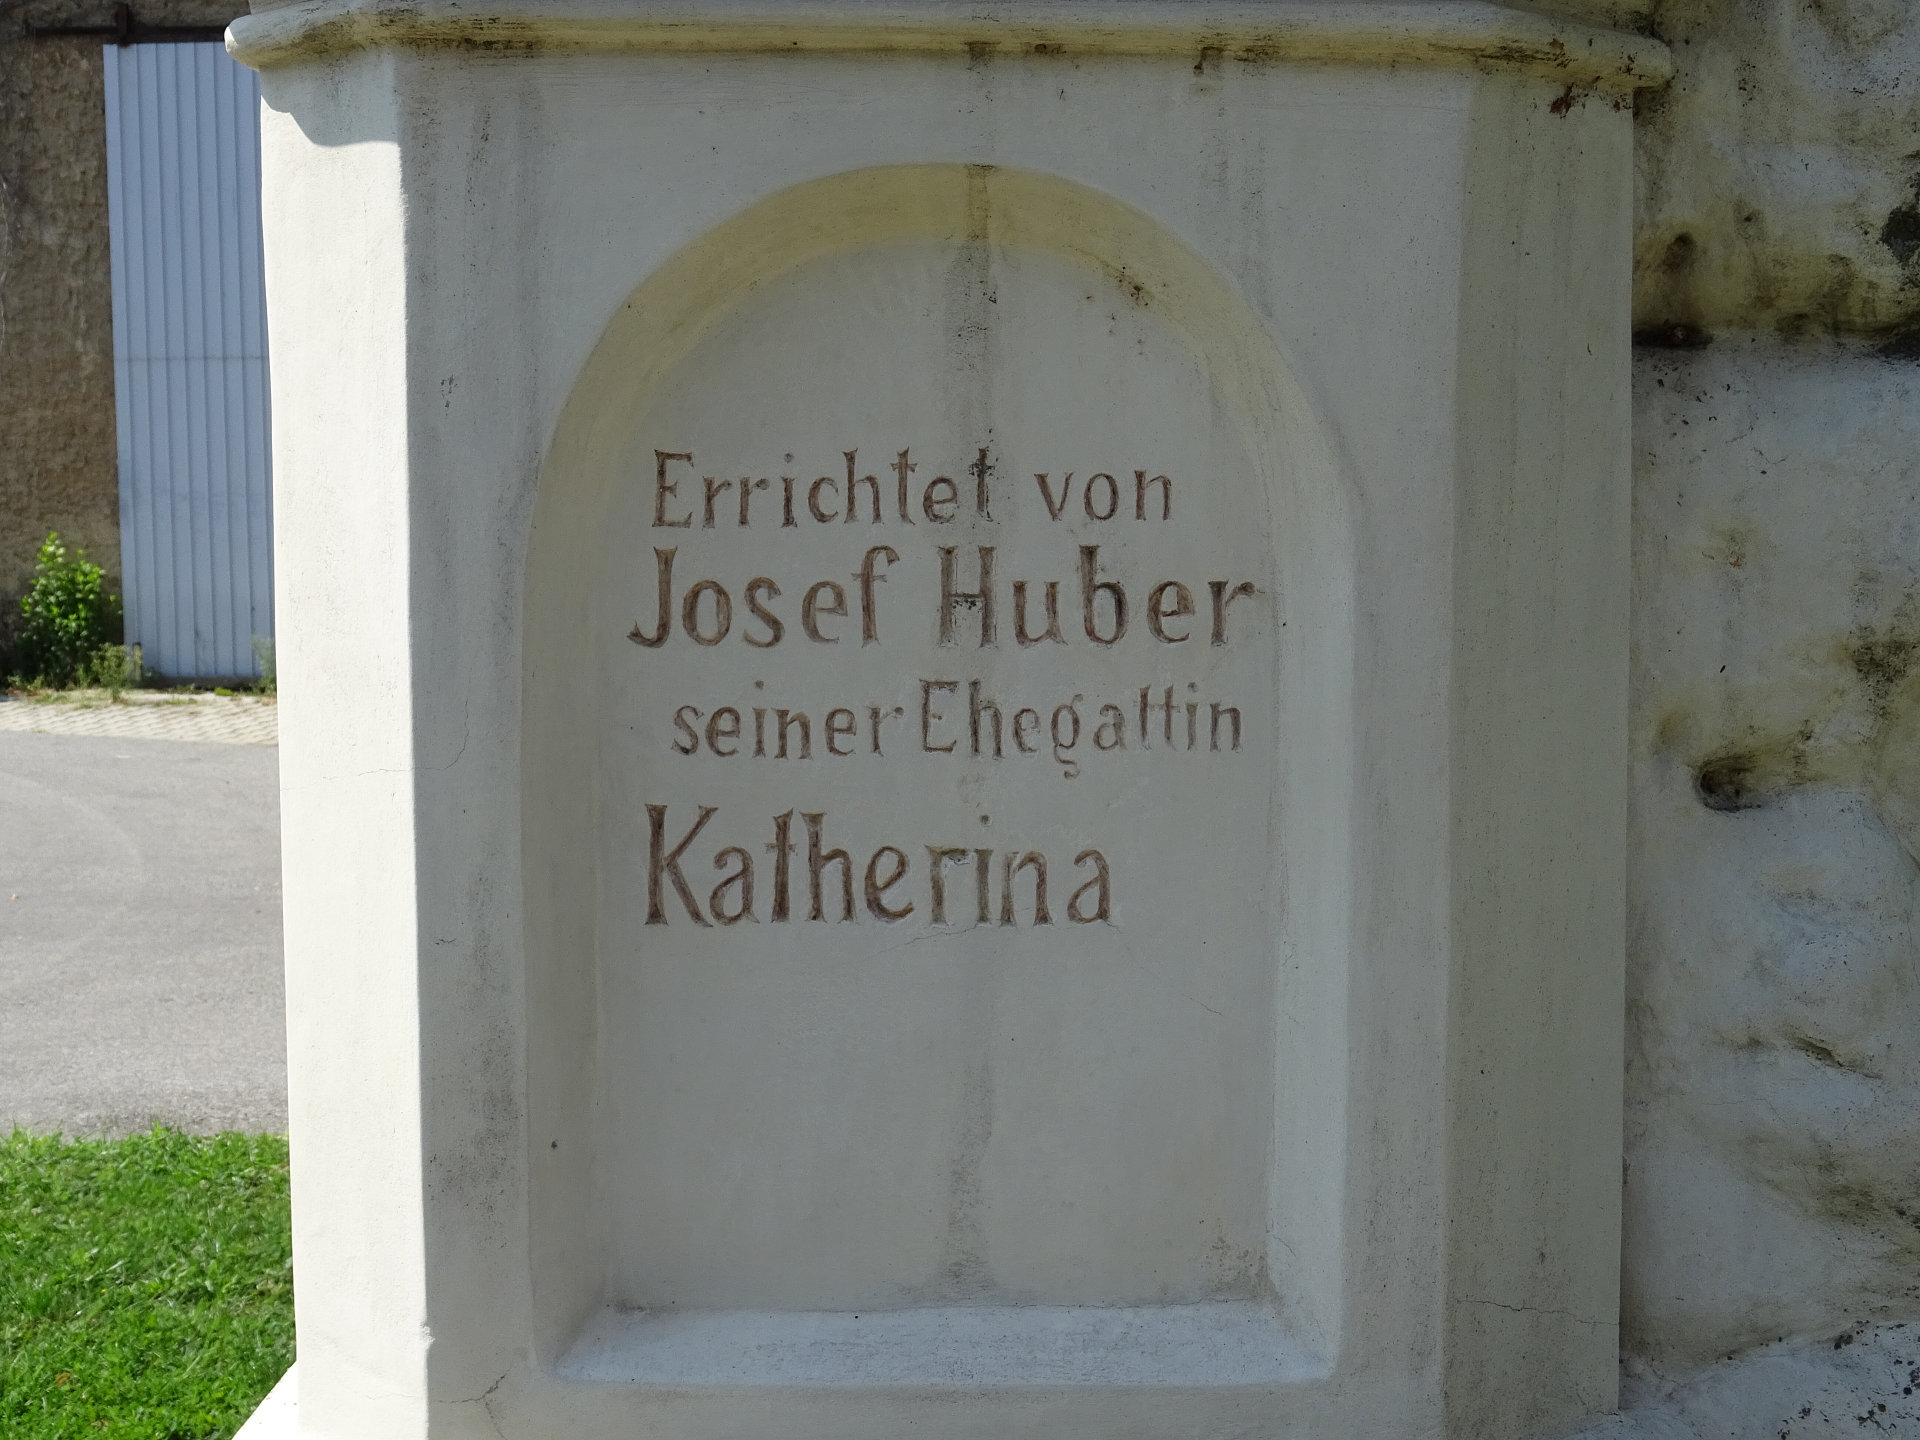 Errichtet von
Josef Huber
seiner Ehegattin
Katherina